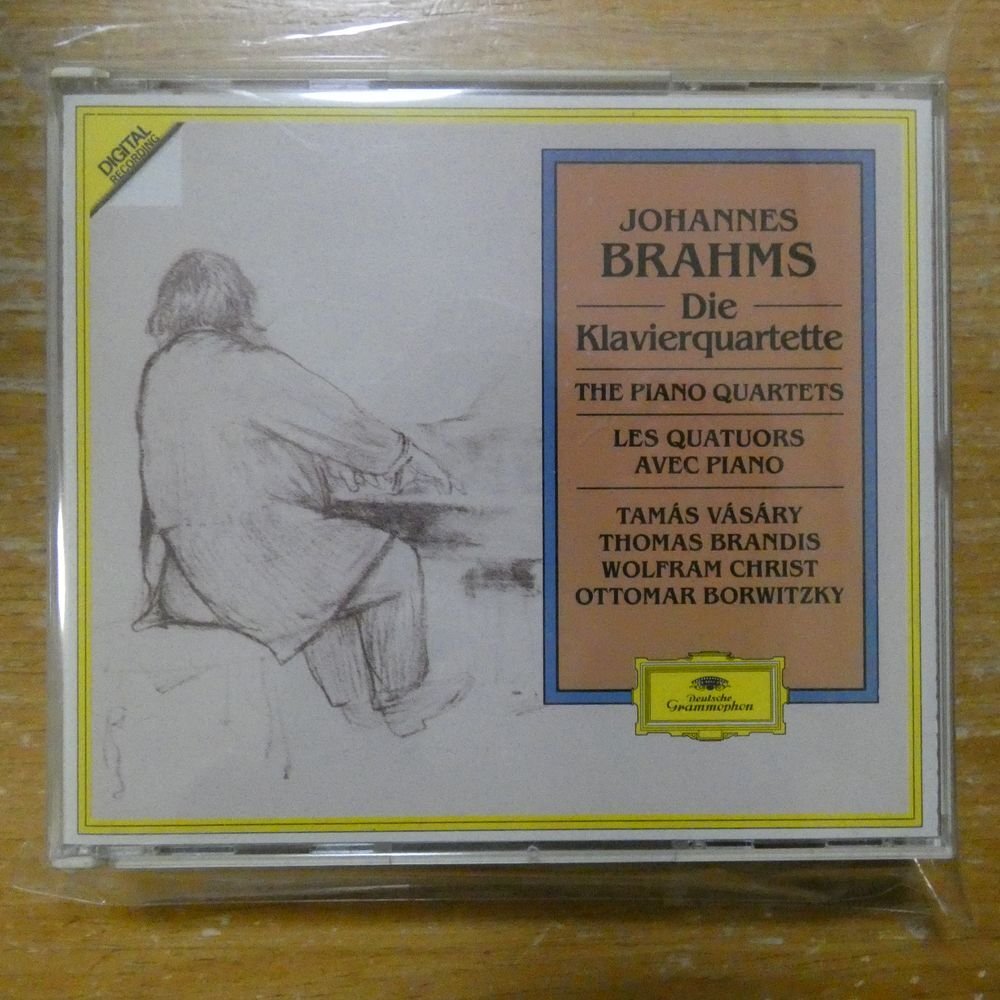 DIGITAL
RECORDING
JOHANNES
BRAHMS
Die
Klavierquartette
THE PIANO QUARTETS
LES QUATUORS
AVEC PIANO
TAMÁS VÁSÁRY
THOMAS BRANDIS
WOLFRAM CHRIST
OTTOMAR BORWITZKY
Deutsche
Grammophon